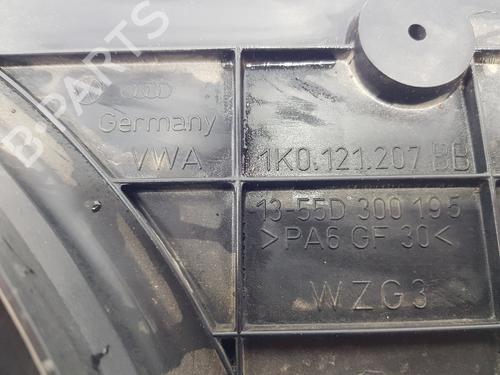 B-PARTS
Germany
VWA
1K0.121.207 BB
13-55D 300 195
>PA6 GF 30<
WZG3